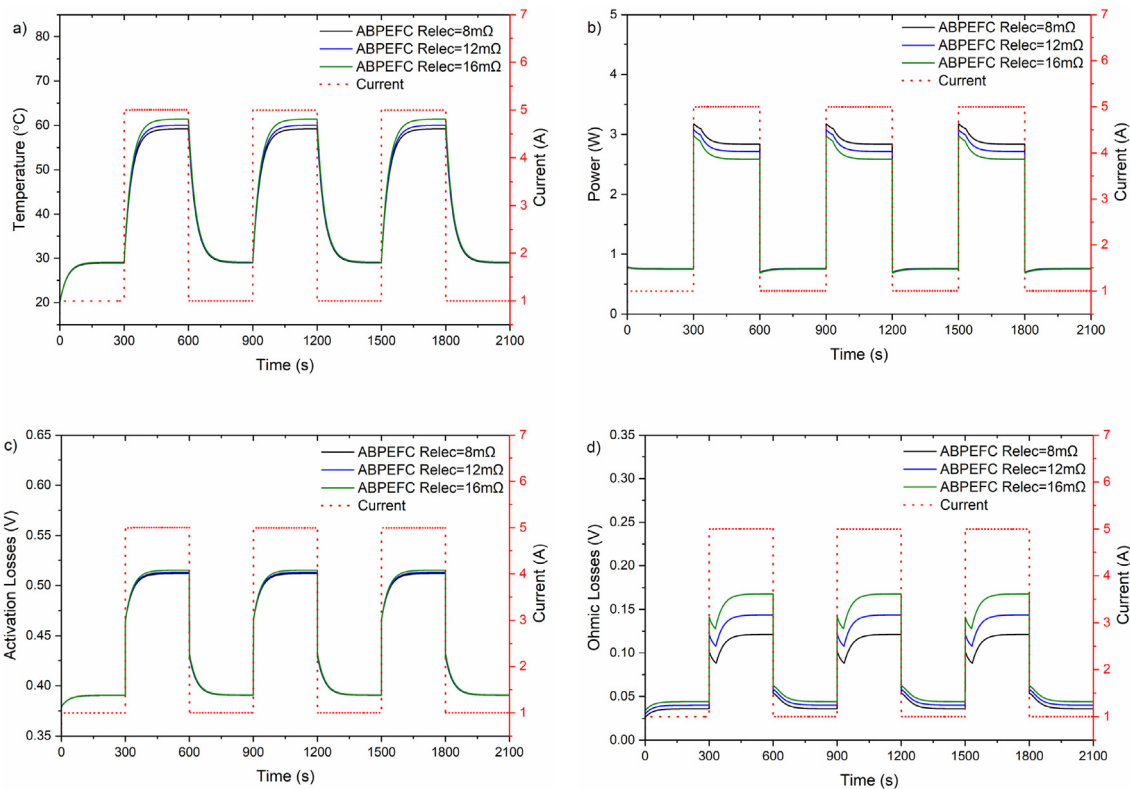 a)
ABPEFC Relec=8mΩ
ABPEFC Relec=12mΩ
ABPEFC Relec=16mΩ
Current
Temperature (°C)
80
70
60
50
40
30
20
0 300 600 900 1200 1500 1800 2100
Time (s)
7
6
5
4
3
2
1
Current (A)
b)
ABPEFC Relec=8mΩ
ABPEFC Relec=12mΩ
ABPEFC Relec=16mΩ
Current
Power (W)
5
4
3
2
1
0
0 300 600 900 1200 1500 1800 2100
Time (s)
7
6
5
4
3
2
1
Current (A)
c)
ABPEFC Relec=8mΩ
ABPEFC Relec=12mΩ
ABPEFC Relec=16mΩ
Current
Activation Losses (V)
0.65
0.60
0.55
0.50
0.45
0.40
0.35
0 300 600 900 1200 1500 1800 2100
Time (s)
7
6
5
4
3
2
1
Current (A)
d)
ABPEFC Relec=8mΩ
ABPEFC Relec=12mΩ
ABPEFC Relec=16mΩ
Current
Ohmic Losses (V)
0.35
0.30
0.25
0.20
0.15
0.10
0.05
0.00
0 300 600 900 1200 1500 1800 2100
Time (s)
7
6
5
4
3
2
1
Current (A)